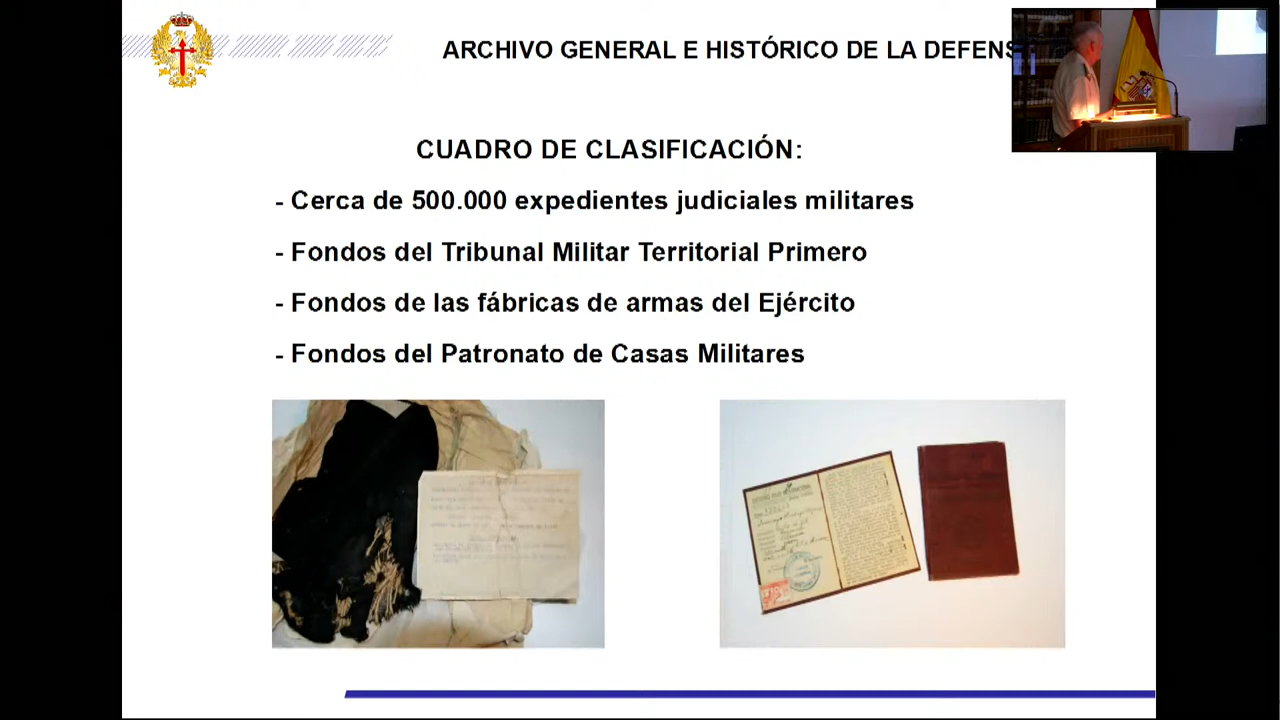 ARCHIVO GENERAL E HISTÓRICO DE LA DEFENS
CUADRO DE CLASIFICACIÓN:
- Cerca de 500.000 expedientes judiciales militares
- Fondos del Tribunal Militar Territorial Primero
- Fondos de las fábricas de armas del Ejército
- Fondos del Patronato de Casas Militares